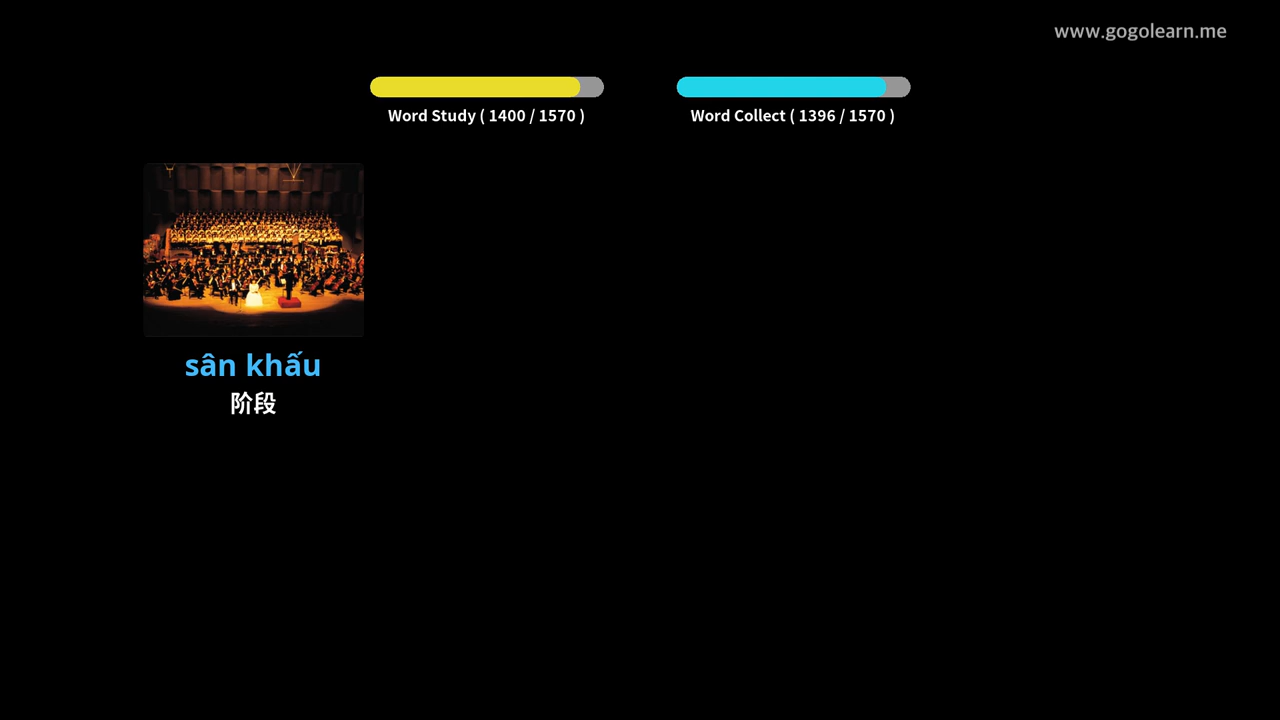 www.gogolearn.me
Word Study ( 1400 / 1570 )
Word Collect ( 1396 / 1570 )
sân khấu
阶段